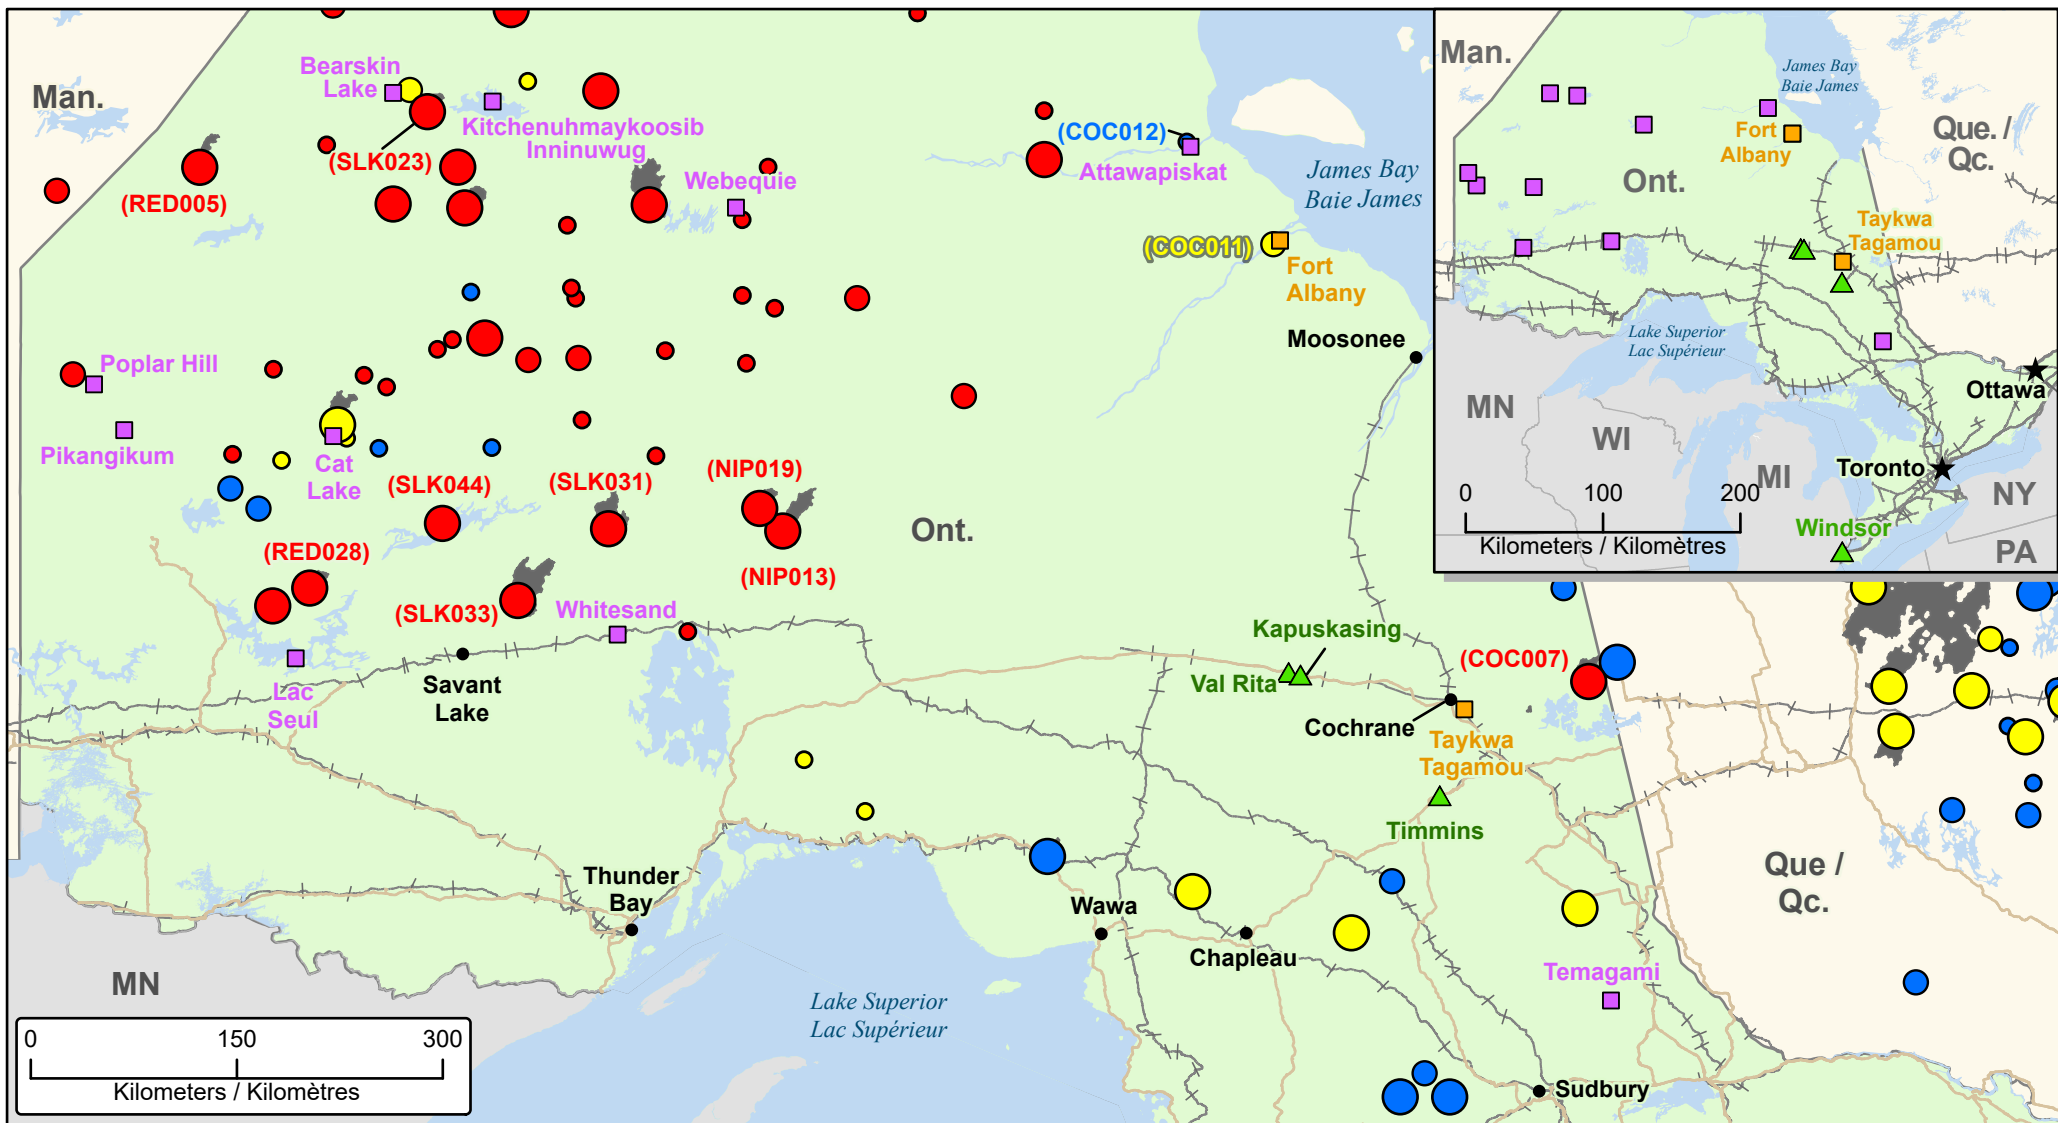 Man.
Bearskin
Lake
(SLK023)
Kitchenuhmaykoosib
Inninuwug
(RED005)
Webequie
(COC012)
Attawapiskat
James Bay
Baie James
(COC011)
Fort
Albany
Moosonee
Poplar Hill
Pikangikum
Cat
Lake
(SLK044)
(SLK031)
(NIP019)
(NIP013)
Ont.
(RED028)
(SLK033)
Whitesand
Lac
Seul
Savant
Lake
Kapuskasing
Val Rita
(COC007)
Cochrane
Taykwa
Tagamou
Timmins
Thunder
Bay
Wawa
Chapleau
Que /
Qc.
Temagami
MN
Lake Superior
Lac Supérieur
Sudbury
0 150 300
Kilometers / Kilomètres
Man.
James Bay
Baie James
Fort
Albany
Que. /
Qc.
Ont.
Taykwa
Tagamou
Lake Superior
Lac Supérieur
MN
WI
MI
Ottawa
Toronto
NY
PA
Windsor
0 100 200
Kilometers / Kilomètres